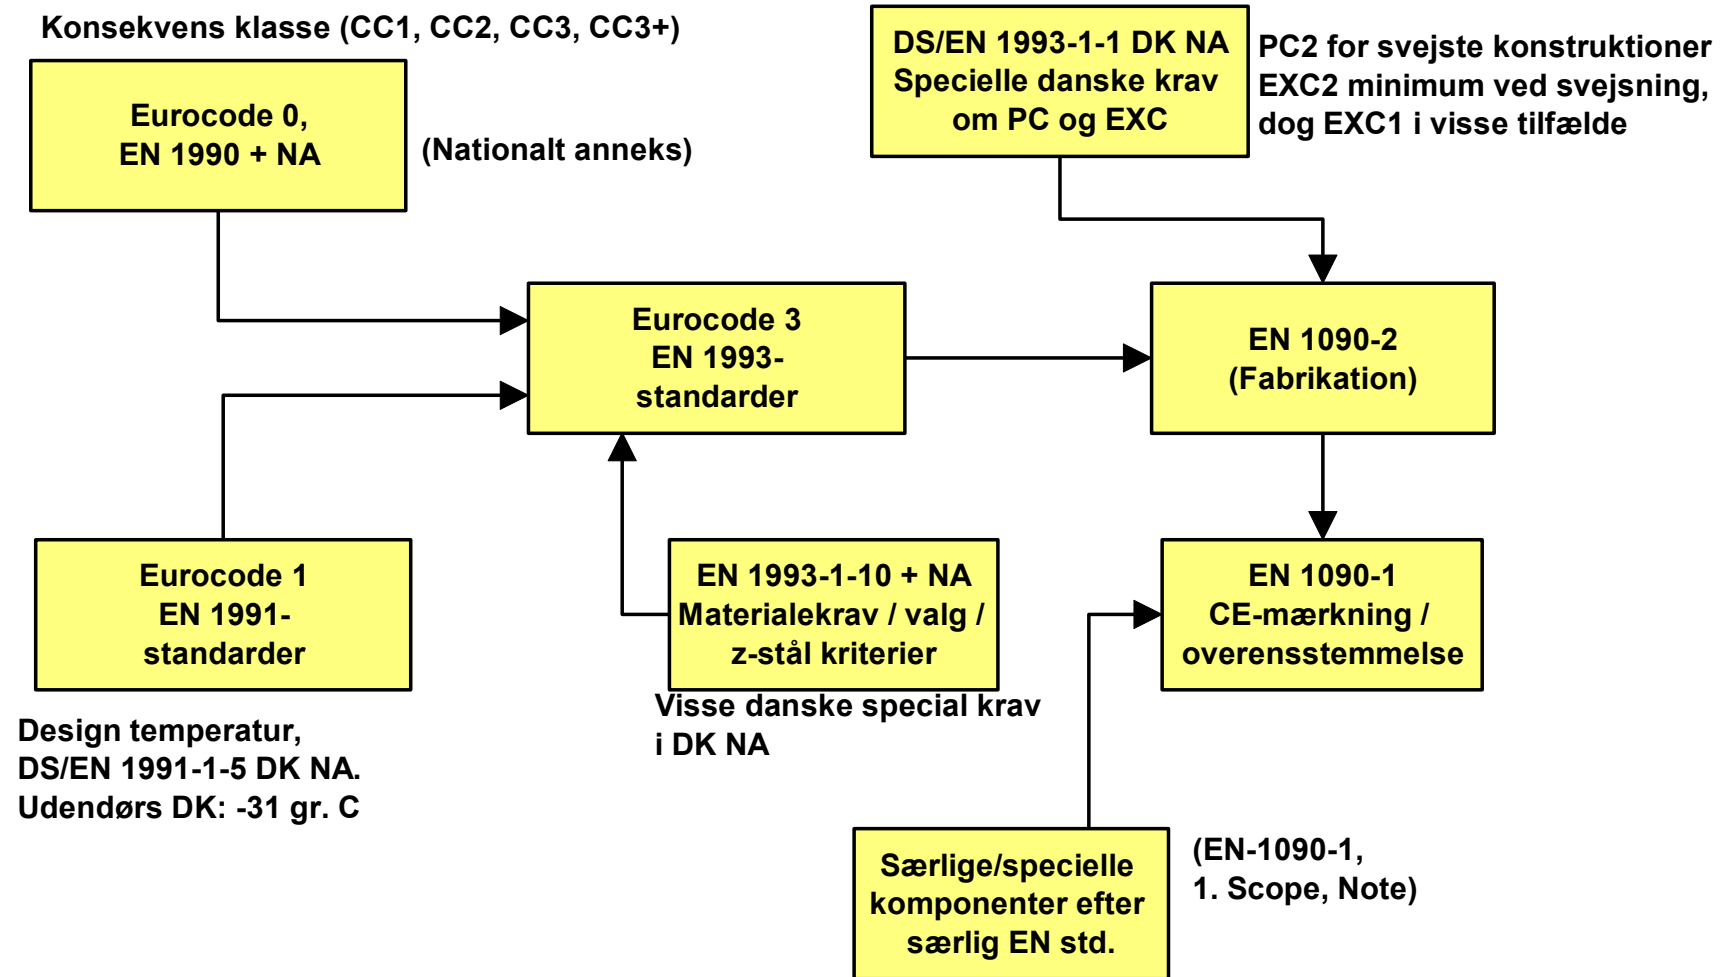 Konsekvens klasse (CC1, CC2, CC3, CC3+)
Eurocode 0,
EN 1990 + NA
(Nationalt anneks)
DS/EN 1993-1-1 DK NA
Specielle danske krav
om PC og EXC
PC2 for svejste konstruktioner
EXC2 minimum ved svejsning,
dog EXC1 i visse tilfælde
Eurocode 3
EN 1993-
standarder
EN 1090-2
(Fabrikation)
Eurocode 1
EN 1991-
standarder
EN 1993-1-10 + NA
Materialekrav / valg /
z-stål kriterier
EN 1090-1
CE-mærkning /
overensstemmelse
Visse danske special krav
i DK NA
Design temperatur,
DS/EN 1991-1-5 DK NA.
Udendørs DK: -31 gr. C
Særlige/specielle
komponenter efter
særlig EN std.
(EN-1090-1,
1. Scope, Note)